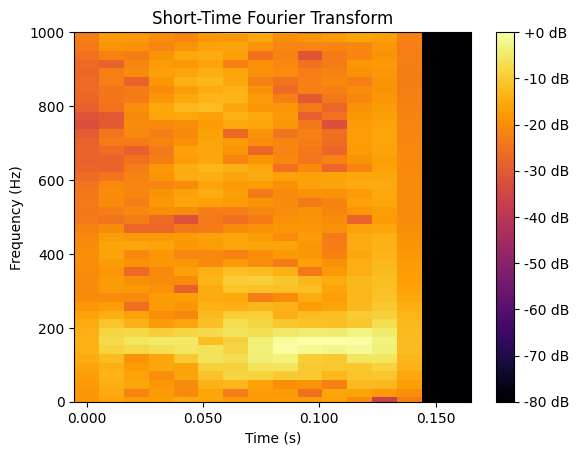 Short-Time Fourier Transform
1000
800
600
400
200
0
Frequency (Hz)
0.000
0.050
0.100
0.150
Time (s)
+0 dB
-10 dB
-20 dB
-30 dB
-40 dB
-50 dB
-60 dB
-70 dB
-80 dB